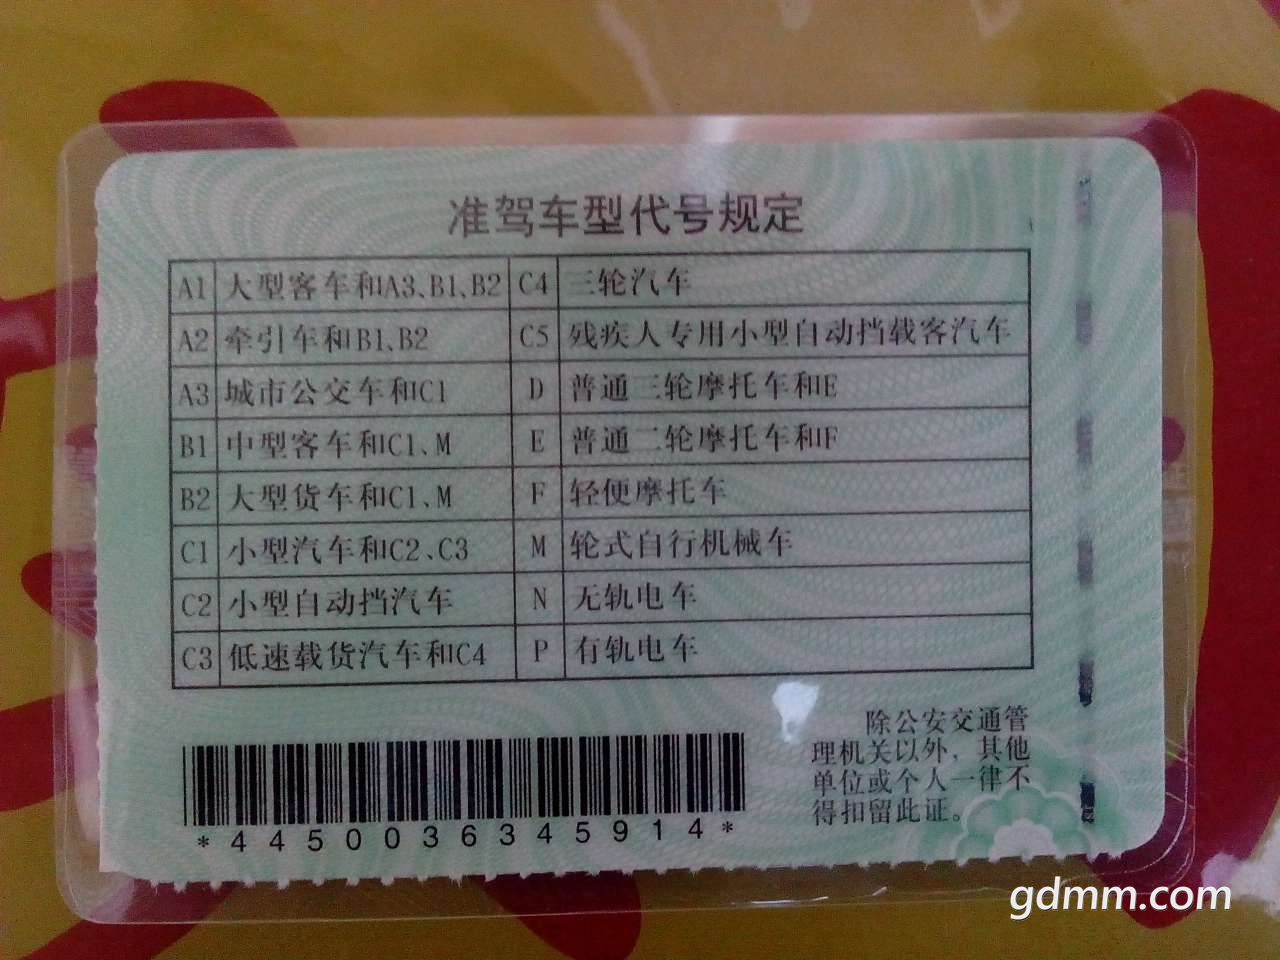 准驾车型代号规定
A1 大型客车和A3、B1、B2 C4 三轮汽车
A2 牵引车和B1、B2 C5 残疾人专用小型自动挡载客汽车
A3 城市公交车和C1 D 普通三轮摩托车和E
B1 中型客车和C1、M E 普通二轮摩托车和F
B2 大型货车和C1、M F 轻便摩托车
C1 小型汽车和C2、C3 M 轮式自行机械车
C2 小型自动挡汽车 N 无轨电车
C3 低速载货汽车和C4 P 有轨电车
除公安交通管
理机关以外，其他
单位或个人一律不
得扣留此证。
*4450036345914*
gdmm.com